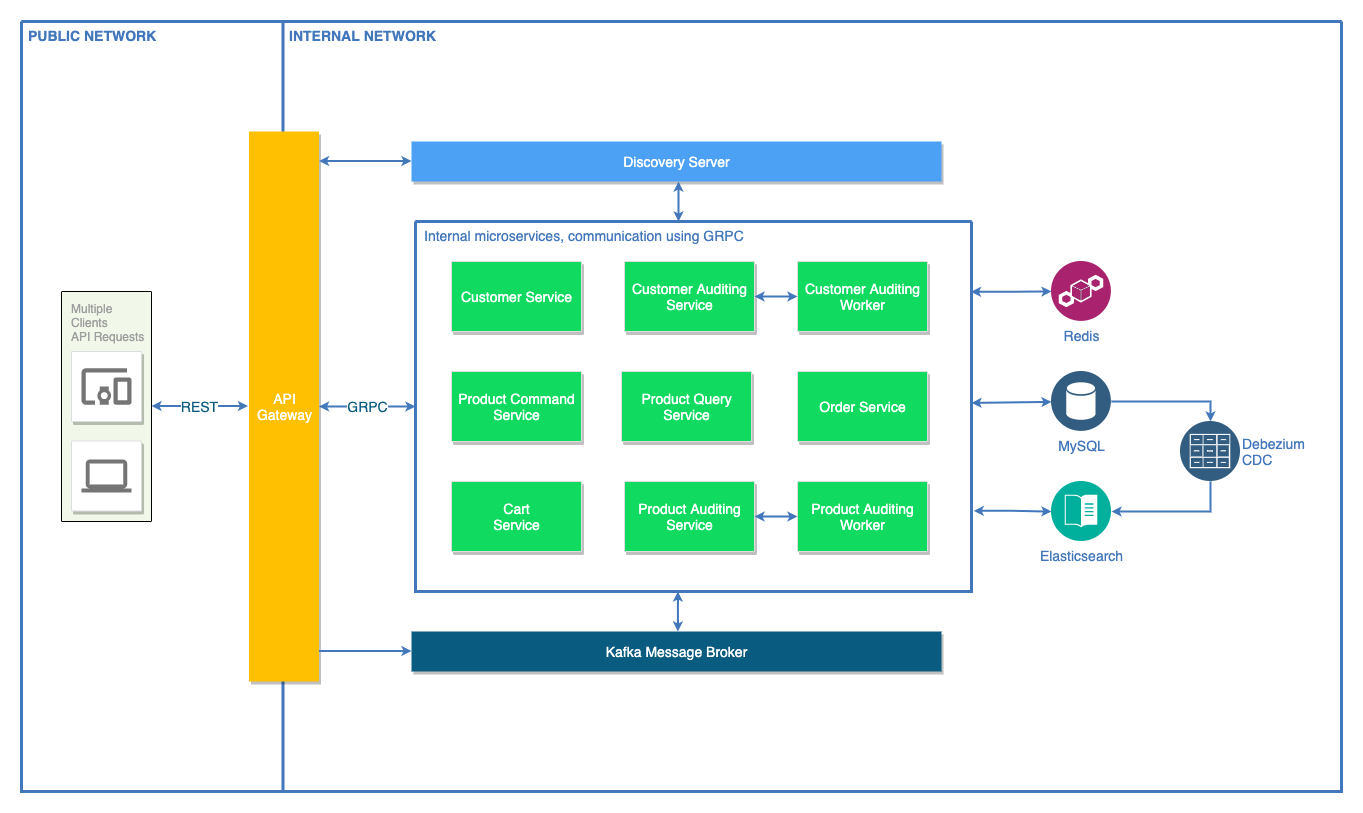 PUBLIC NETWORK
INTERNAL NETWORK
Discovery Server
Internal microservices, communication using GRPC
Customer Service
Customer Auditing
Service
Customer Auditing
Worker
Redis
Multiple
Clients
API Requests
REST
API
Gateway
GRPC
Product Command
Service
Product Query
Service
Order Service
MySQL
Debezium
CDC
Cart
Service
Product Auditing
Service
Product Auditing
Worker
Elasticsearch
Kafka Message Broker